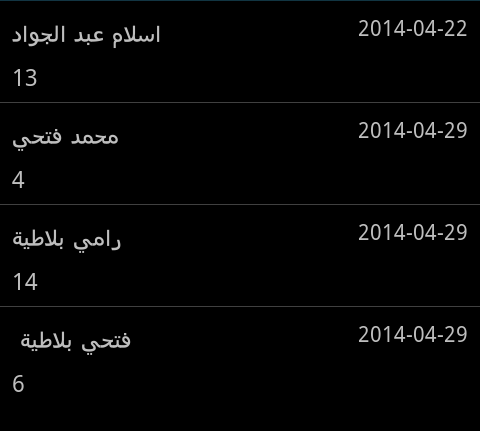 اسلام عبد الجواد
2014-04-22
13
محمد فتحي
2014-04-29
4
رامي بلاطية
2014-04-29
14
فتحي بلاطية
2014-04-29
6